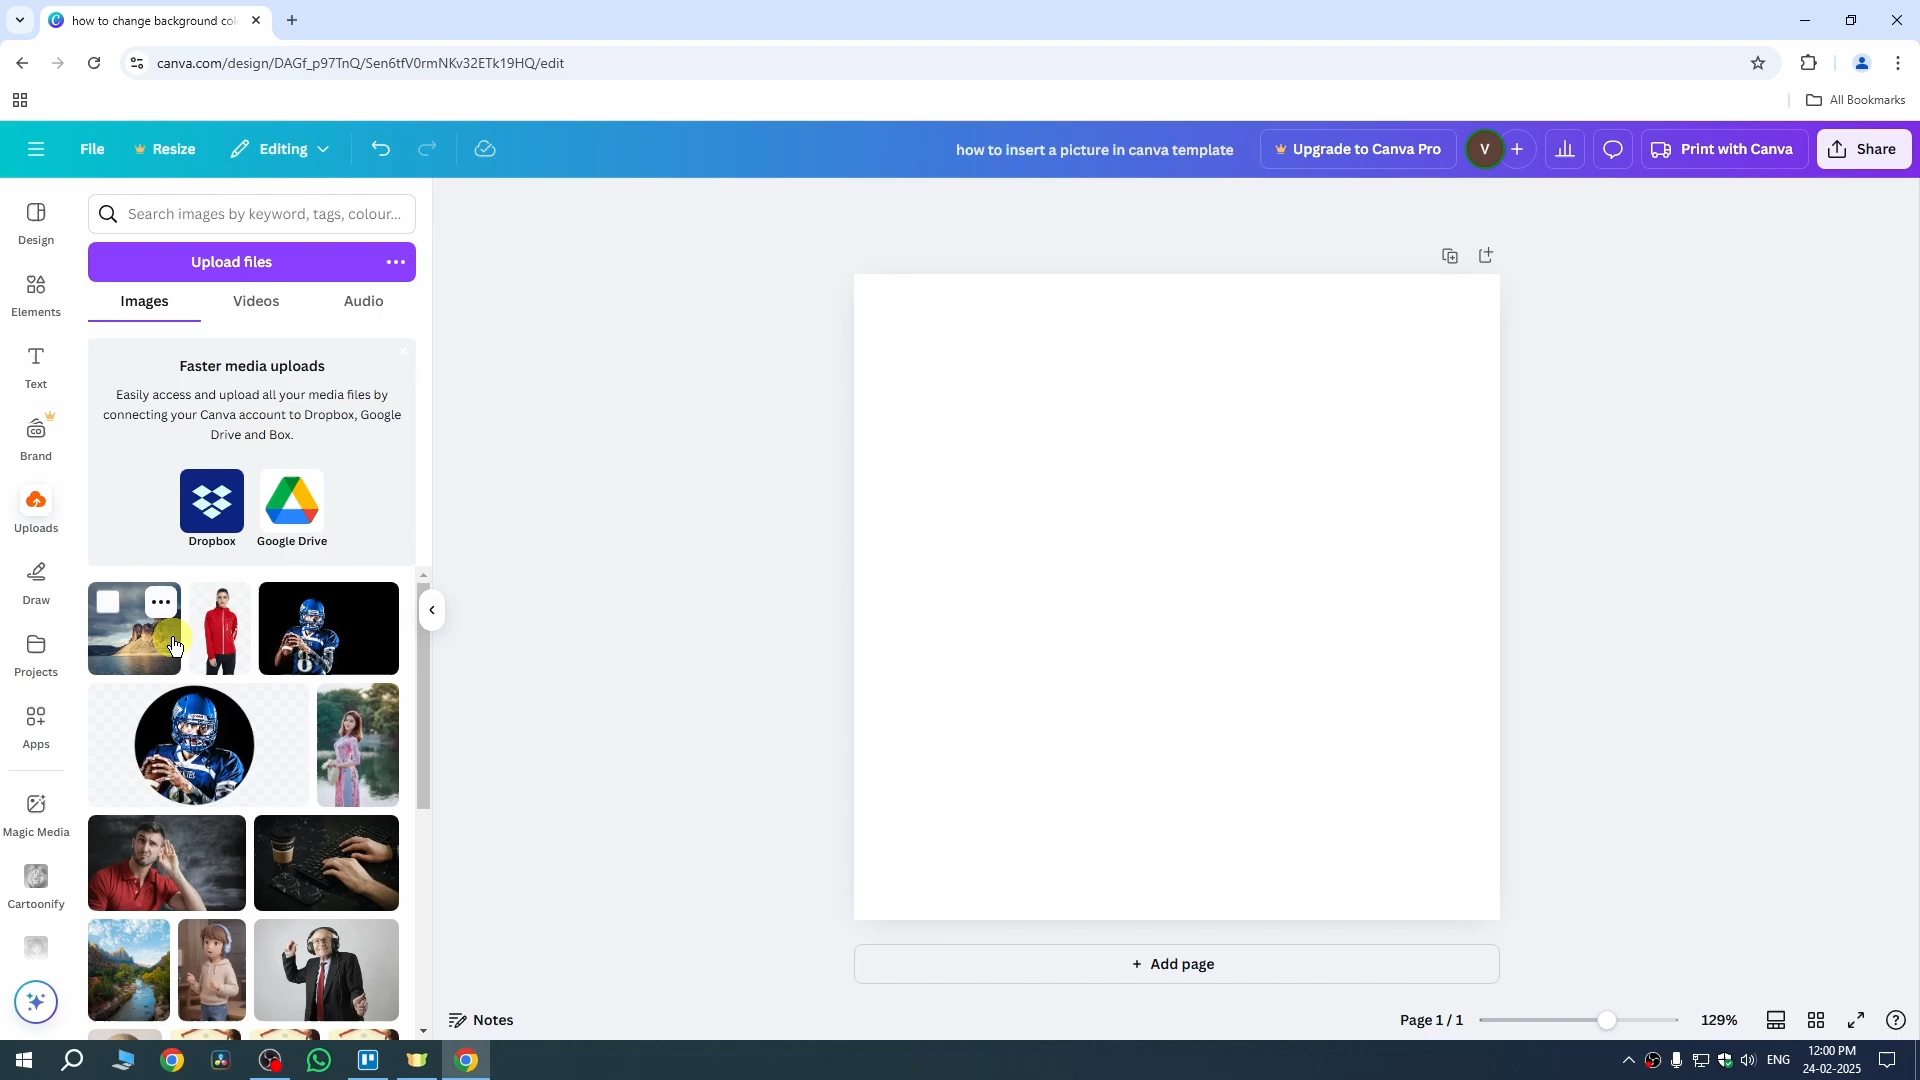 how to change background col
canva.com/design/DAGf_p97TnQ/Sen6tfV0rmNKv32ETk19HQ/edit
All Bookmarks
File
Resize
Editing
how to insert a picture in canva template
Upgrade to Canva Pro
V
Print with Canva
Share
Design
Elements
Text
Brand
Uploads
Draw
Projects
Apps
Magic Media
Cartoonify
Search images by keyword, tags, colour...
Upload files
Images
Videos
Audio
Faster media uploads
Easily access and upload all your media files by
connecting your Canva account to Dropbox, Google
Drive and Box.
Dropbox
Google Drive
+ Add page
Notes
Page 1 / 1
129%
ENG
12:00 PM
24-02-2025